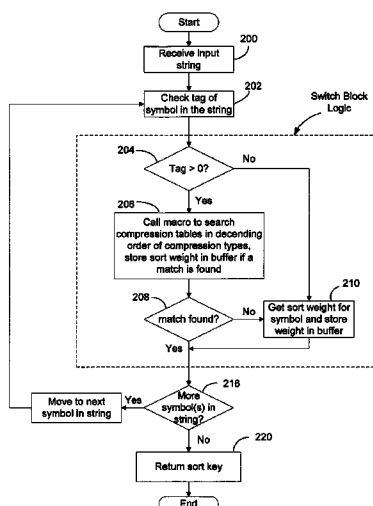 Start
200
Receive Input
string
202
Check tag of
symbol in the string
Switch Block
Logic
204
Tag > 0?
No
Yes
206
Call macro to search
compression tables in decending
order of compression types,
store sort weight in buffer if a
match is found
208
match found?
No
210
Get sort weight for
symbol and store
weight in buffer
Yes
216
More
symbol(s) in
string?
Yes
Move to next
symbol in string
No
220
Return sort key
End